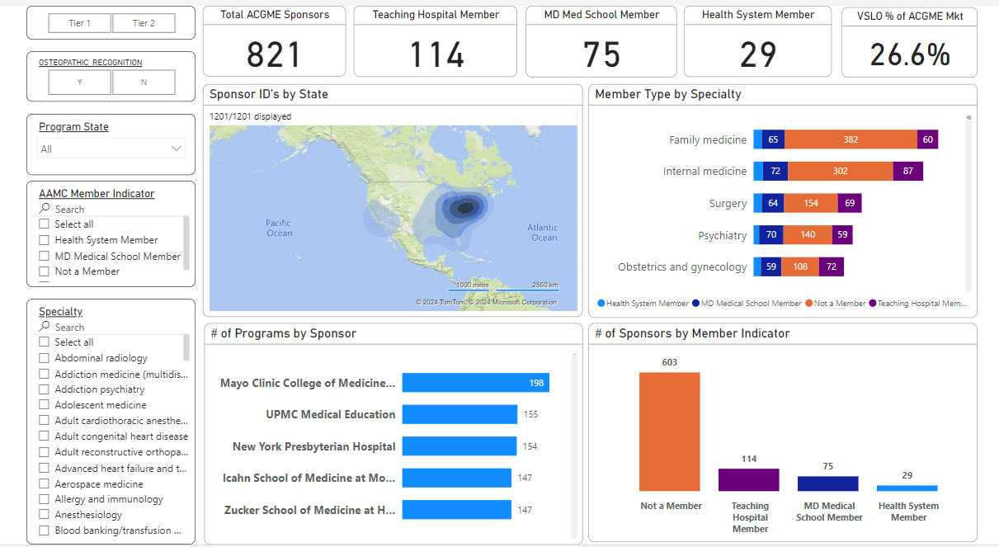 Tier 1
Tier 2
OSTEOPATHIC_RECOGNITION
Y
N
Program State
All
AAMC Member Indicator
Search
Select all
Health System Member
MD Medical School Member
Not a Member
Specialty
Search
Select all
Abdominal radiology
Addiction medicine (multidis...
Addiction psychiatry
Adolescent medicine
Adult cardiothoracic anesthe...
Adult congenital heart disease
Adult reconstructive orthopa...
Advanced heart failure and t...
Aerospace medicine
Allergy and immunology
Anesthesiology
Blood banking/transfusion ...
Total ACGME Sponsors
821
Teaching Hospital Member
114
MD Med School Member
75
Health System Member
29
VSLO % of ACGME Mkt
26.6%
Sponsor ID's by State
1201/1201 displayed
Pacific
Ocean
Atlantic
Ocean
1000 miles
2500 km
© 2024 TomTom, © 2024 Microsoft Corporation
Member Type by Specialty
Family medicine
65
382
60
Internal medicine
72
302
87
Surgery
64
154
69
Psychiatry
70
140
59
Obstetrics and gynecology
59
108
72
Health System Member
MD Medical School Member
Not a Member
Teaching Hospital Mem...
# of Programs by Sponsor
Mayo Clinic College of Medicine...
198
UPMC Medical Education
155
New York Presbyterian Hospital
154
Icahn School of Medicine at Mo...
147
Zucker School of Medicine at H...
147
# of Sponsors by Member Indicator
603
114
75
29
Not a Member
Teaching
Hospital
Member
MD Medical
School Member
Health System
Member